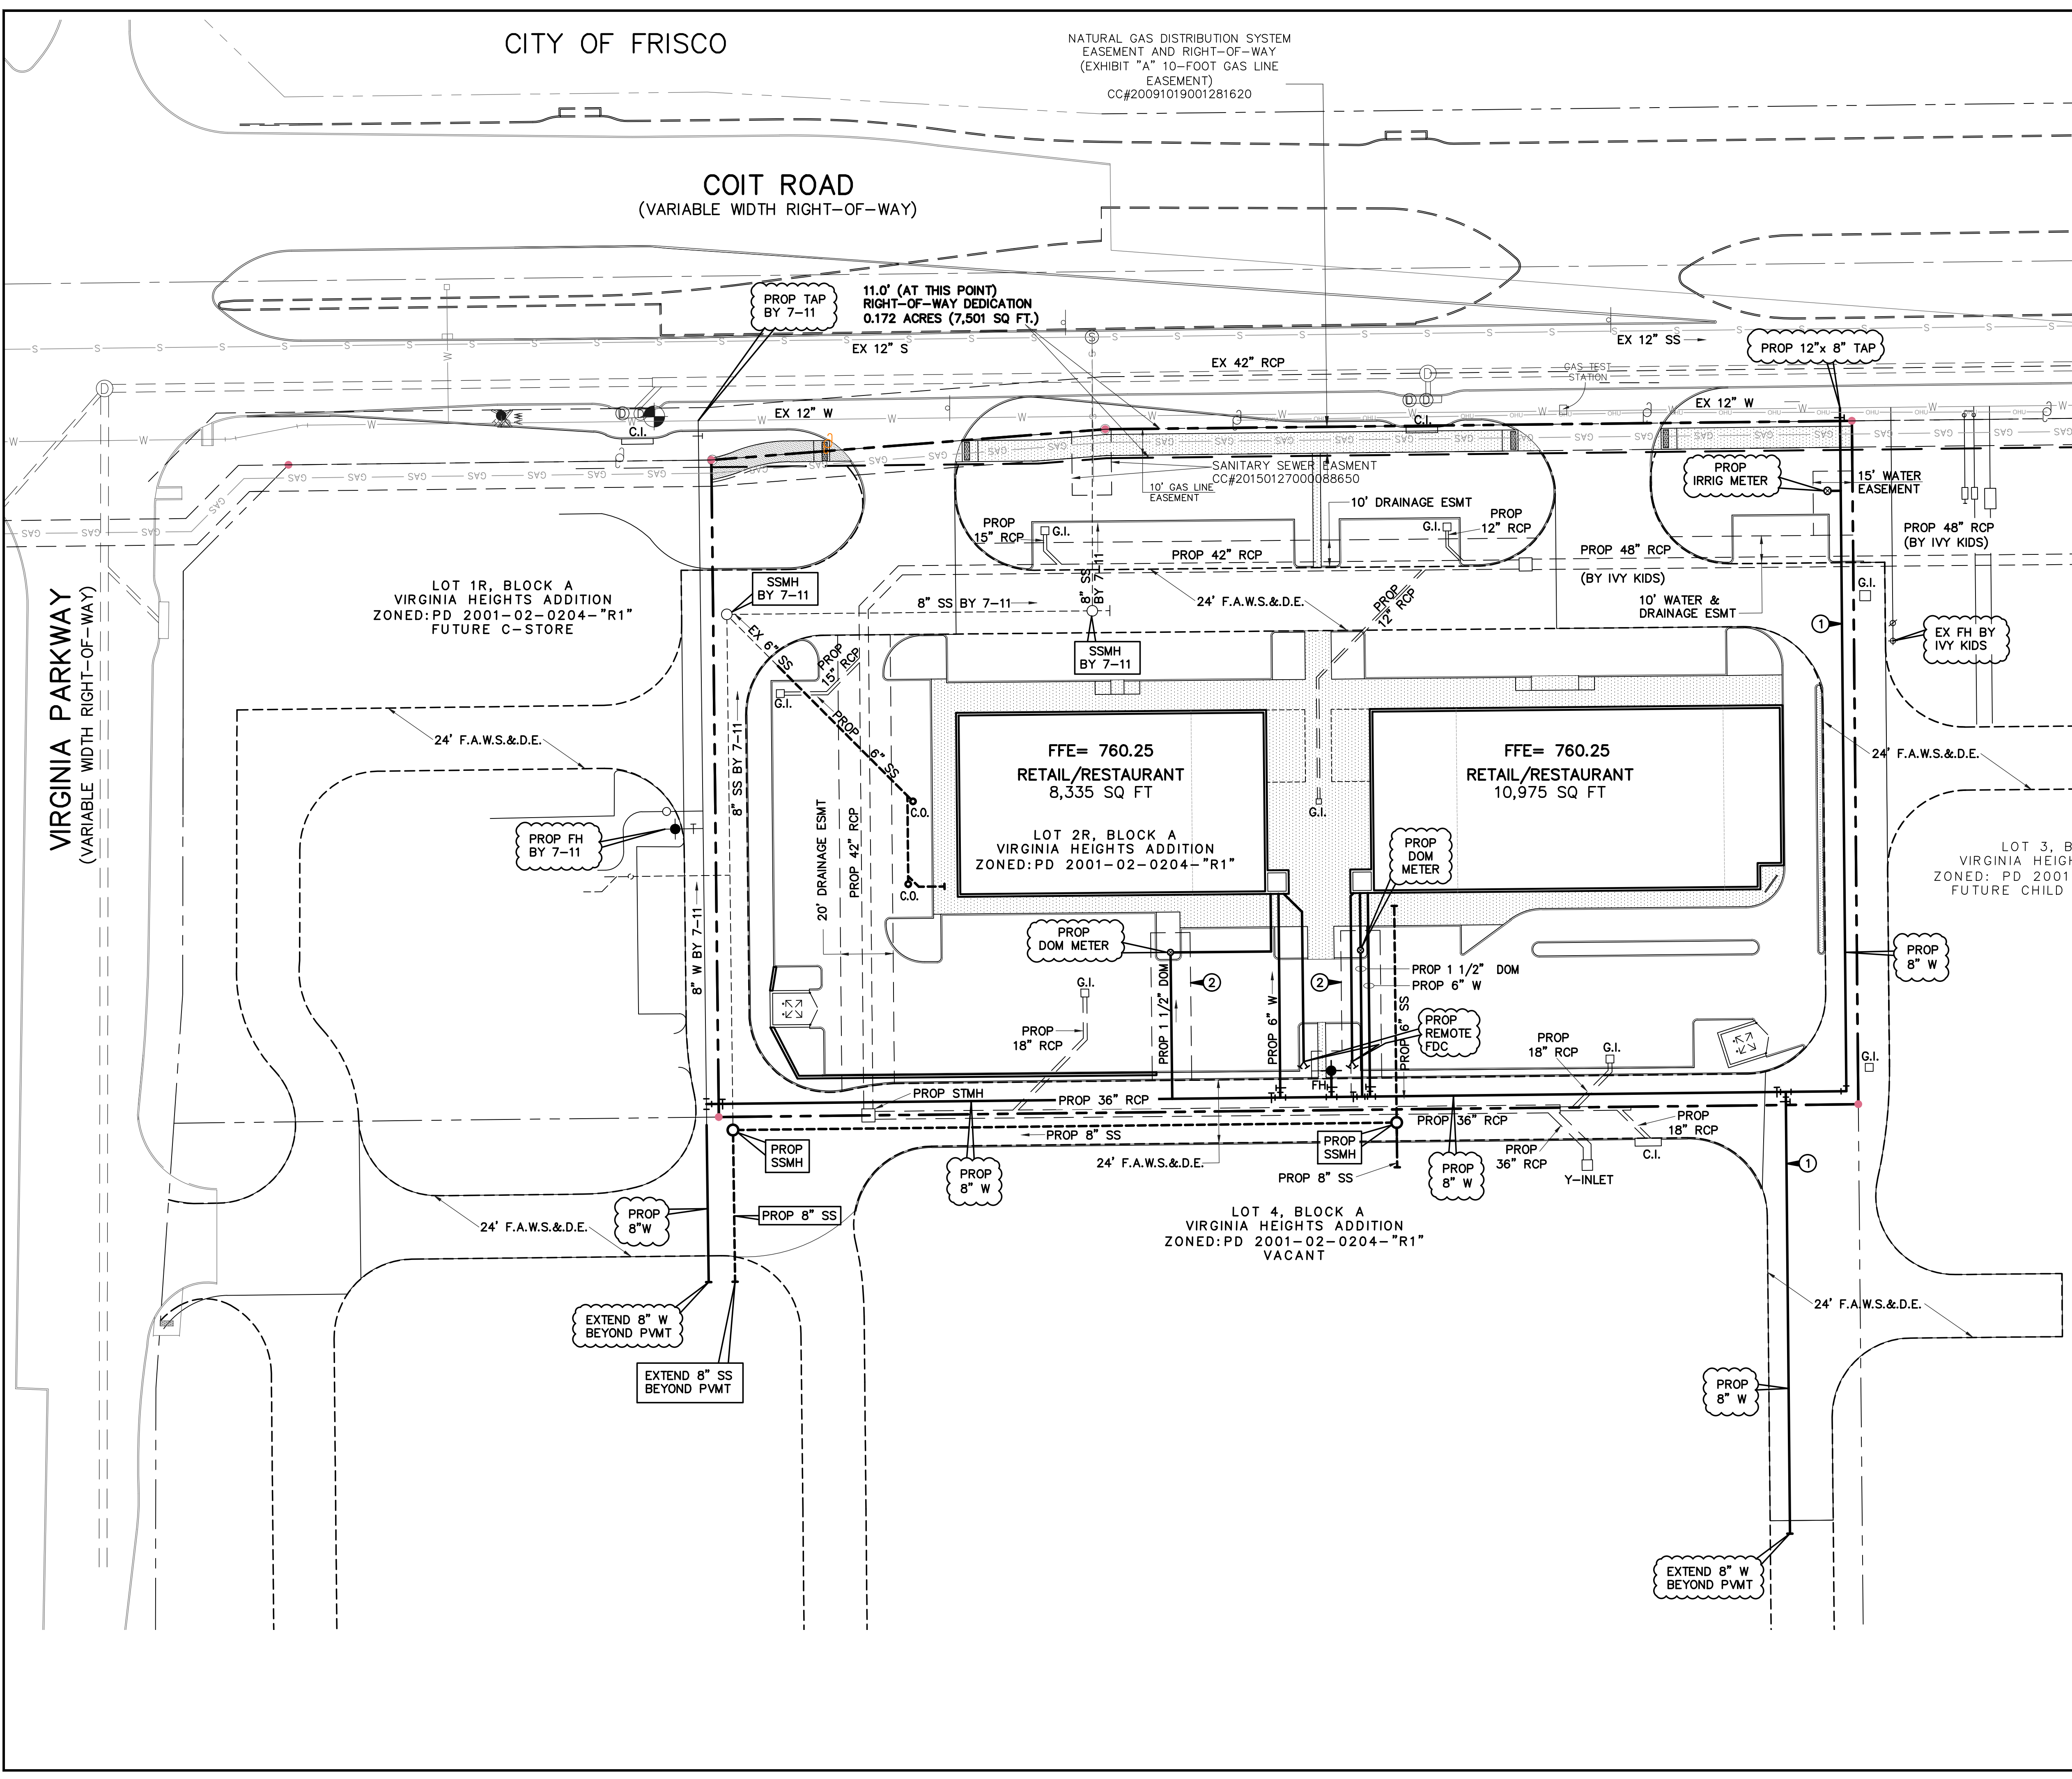 CITY OF FRISCO
NATURAL GAS DISTRIBUTION SYSTEM
EASEMENT AND RIGHT-OF-WAY
(EXHIBIT "A" 10-FOOT GAS LINE
EASEMENT)
CC#20091019001281620
COIT ROAD
(VARIABLE WIDTH RIGHT-OF-WAY)
PROP TAP
BY 7-11
11.0' (AT THIS POINT)
RIGHT-OF-WAY DEDICATION
0.172 ACRES (7,501 SQ FT.)
EX 12" S
EX 12" SS
PROP 12"x 8" TAP
EX 42" RCP
GAS TEST
STATION
EX 12" W
EX 12" W
C.I.
C.I.
SANITARY SEWER EASMENT
CC#20150127000088650
10' GAS LINE
EASEMENT
PROP
IRRIG METER
15' WATER
EASEMENT
10' DRAINAGE ESMT
PROP
15" RCP
G.I.
G.I.
PROP
12" RCP
PROP 48" RCP
(BY IVY KIDS)
PROP 42" RCP
PROP 48" RCP
(BY IVY KIDS)
SSMH
BY 7-11
LOT 1R, BLOCK A
VIRGINIA HEIGHTS ADDITION
ZONED:PD 2001-02-0204-"R1"
FUTURE C-STORE
8" SS BY 7-11
8" SS
BY 7-11
24' F.A.W.S.&.D.E.
PROP
12" RCP
10' WATER &
DRAINAGE ESMT
G.I.
1
EX FH BY
IVY KIDS
EX 6" SS
PROP
15" RCP
SSMH
BY 7-11
G.I.
VIRGINIA PARKWAY
(VARIABLE WIDTH RIGHT-OF-WAY)
24' F.A.W.S.&.D.E.
8" SS BY 7-11
PROP 6" SS
FFE= 760.25
RETAIL/RESTAURANT
8,335 SQ FT
FFE= 760.25
RETAIL/RESTAURANT
10,975 SQ FT
24' F.A.W.S.&.D.E.
C.O.
G.I.
PROP FH
BY 7-11
20' DRAINAGE ESMT
PROP 42" RCP
LOT 2R, BLOCK A
VIRGINIA HEIGHTS ADDITION
ZONED:PD 2001-02-0204-"R1"
PROP
DOM
METER
LOT 3, B
VIRGINIA HEIGH
ZONED: PD 2001
FUTURE CHILD
C.O.
8" W BY 7-11
PROP
DOM METER
PROP
8" W
G.I.
PROP 1 1/2" DOM
2
PROP 6" W
2
PROP 1 1/2" DOM
PROP 6" W
PROP 6" SS
PROP
18" RCP
PROP
REMOTE
FDC
PROP
18" RCP
G.I.
G.I.
FH
PROP STMH
PROP 36" RCP
PROP 36" RCP
PROP
18" RCP
PROP 8" SS
PROP
SSMH
PROP
SSMH
PROP
36" RCP
C.I.
24' F.A.W.S.&.D.E.
PROP
8" W
PROP 8" SS
PROP
8" W
Y-INLET
1
PROP
8"W
PROP 8" SS
24' F.A.W.S.&.D.E.
LOT 4, BLOCK A
VIRGINIA HEIGHTS ADDITION
ZONED:PD 2001-02-0204-"R1"
VACANT
24' F.A.W.S.&.D.E.
EXTEND 8" W
BEYOND PVMT
EXTEND 8" SS
BEYOND PVMT
PROP
8" W
EXTEND 8" W
BEYOND PVMT